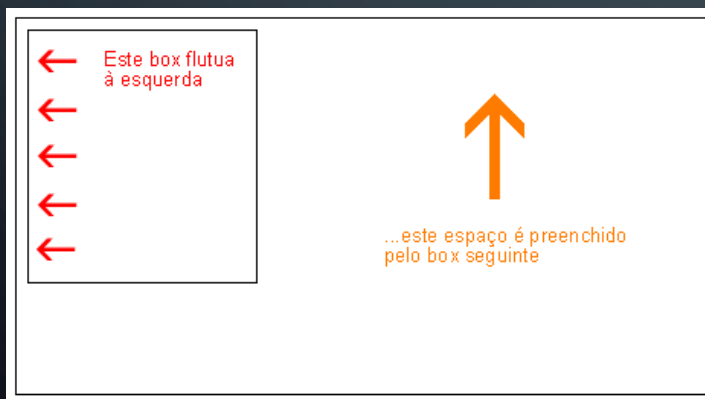 Este box flutua
à esquerda
...este espaço é preenchido
pelo box seguinte